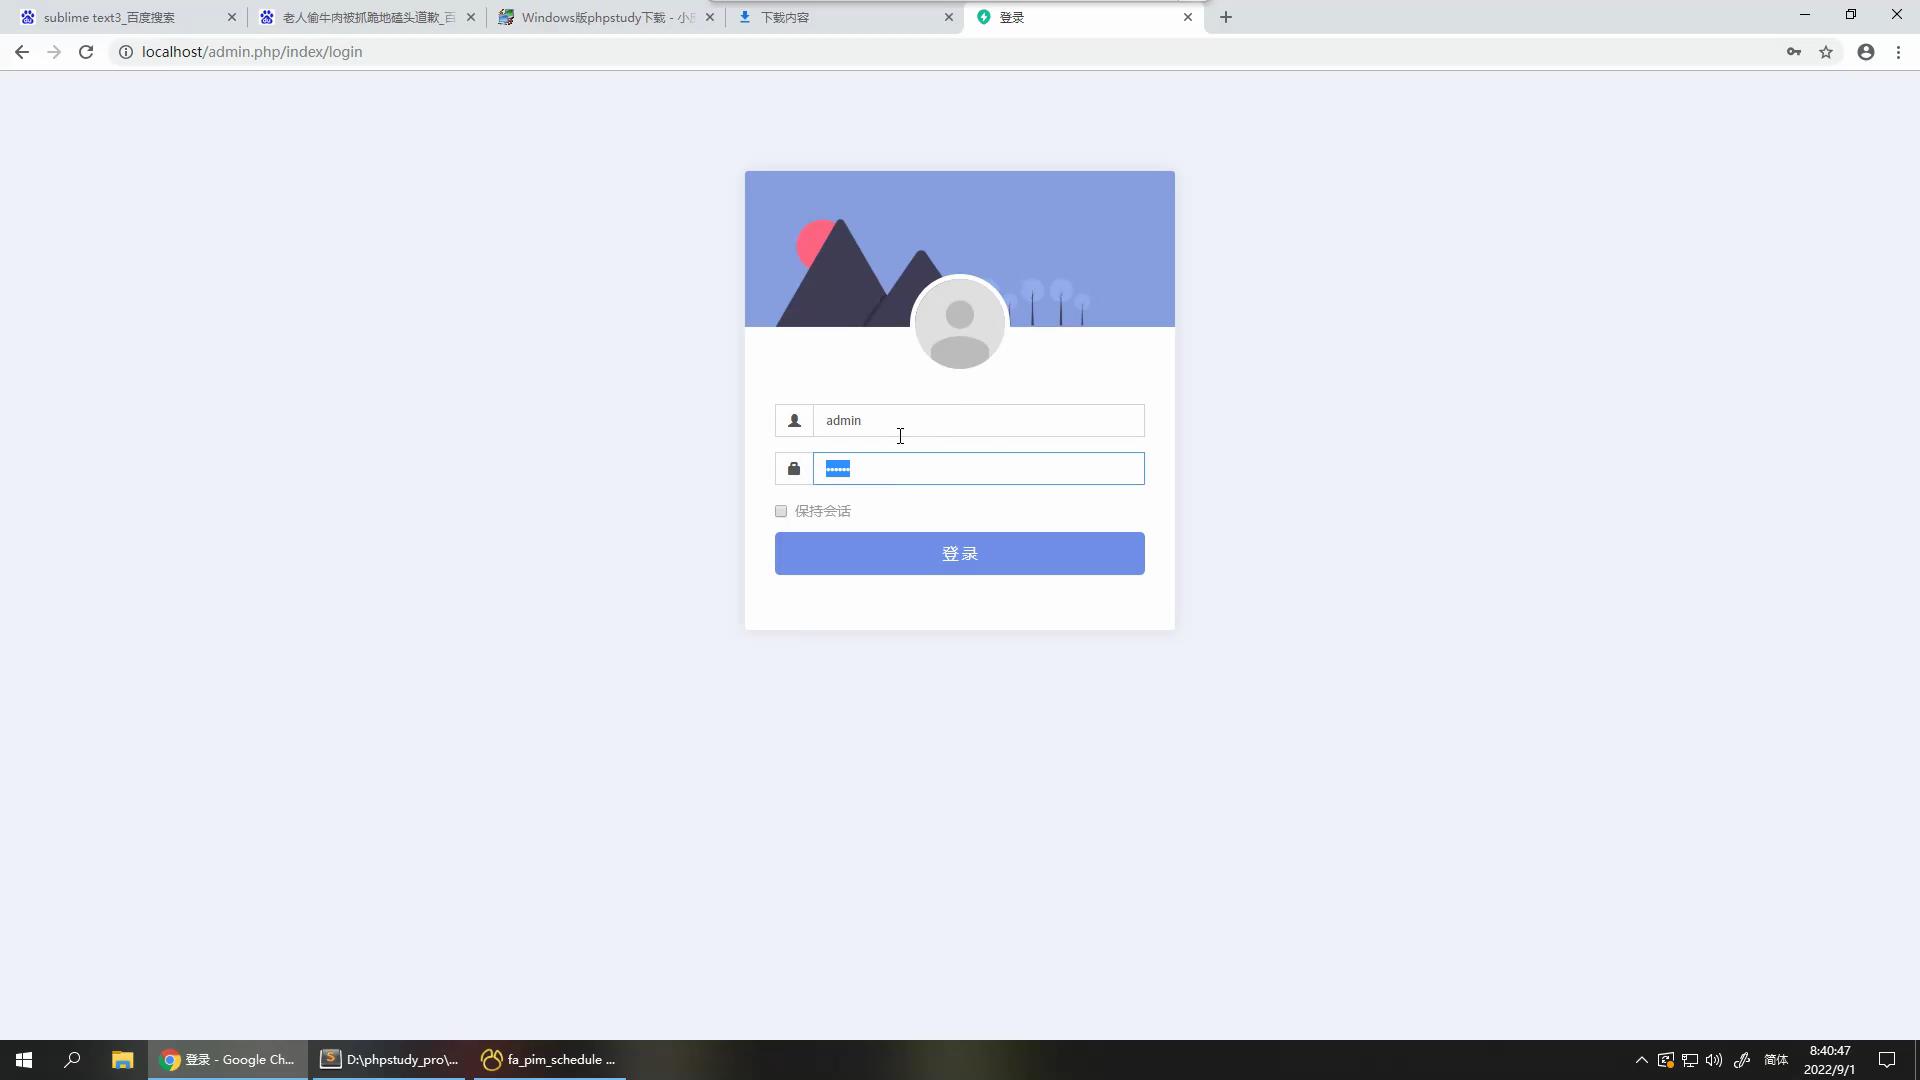 sublime text3_百度搜索
老人偷牛肉被抓跪地磕头道歉_百
Windows版phpstudy下载 - 小
下载内容
登录
localhost/admin.php/index/login
admin
••••••
保持会话
登录
登录 - Google Ch...
D:\phpstudy_pro\...
fa_pim_schedule ...
简体
8:40:47
2022/9/1